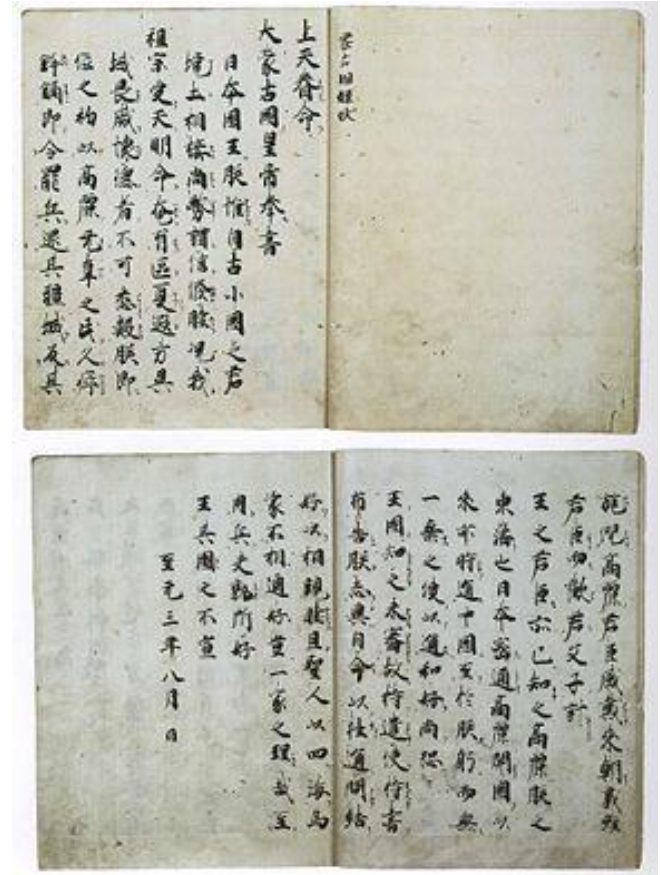 蒙古国牒状
上天眷命
大蒙古國皇帝奉書
日本國王朕惟自古小國之君
境土相接尚務講信修睦況我
祖宗受天明命奄有區夏遐方異
域畏威懷德者不可悉數朕即
位之初以高麗无辜之民久瘁
鋒鏑即令罷兵還其疆域反其
旄倪高麗君臣感戴来朝義雖
君臣而歡若父子計
王之君臣亦已知之高麗朕之
東藩也日本密邇高麗開國以
来亦時通中國至於朕躬而無
一乗之使以通和好尚恐
王國知之未審故特遣使持書
布告朕志冀自今以往通問結
好以相親睦且聖人以四海為
家不相通好豈一家之理哉至
用兵夫孰所好
王其圖之不宣
至元三年八月 日